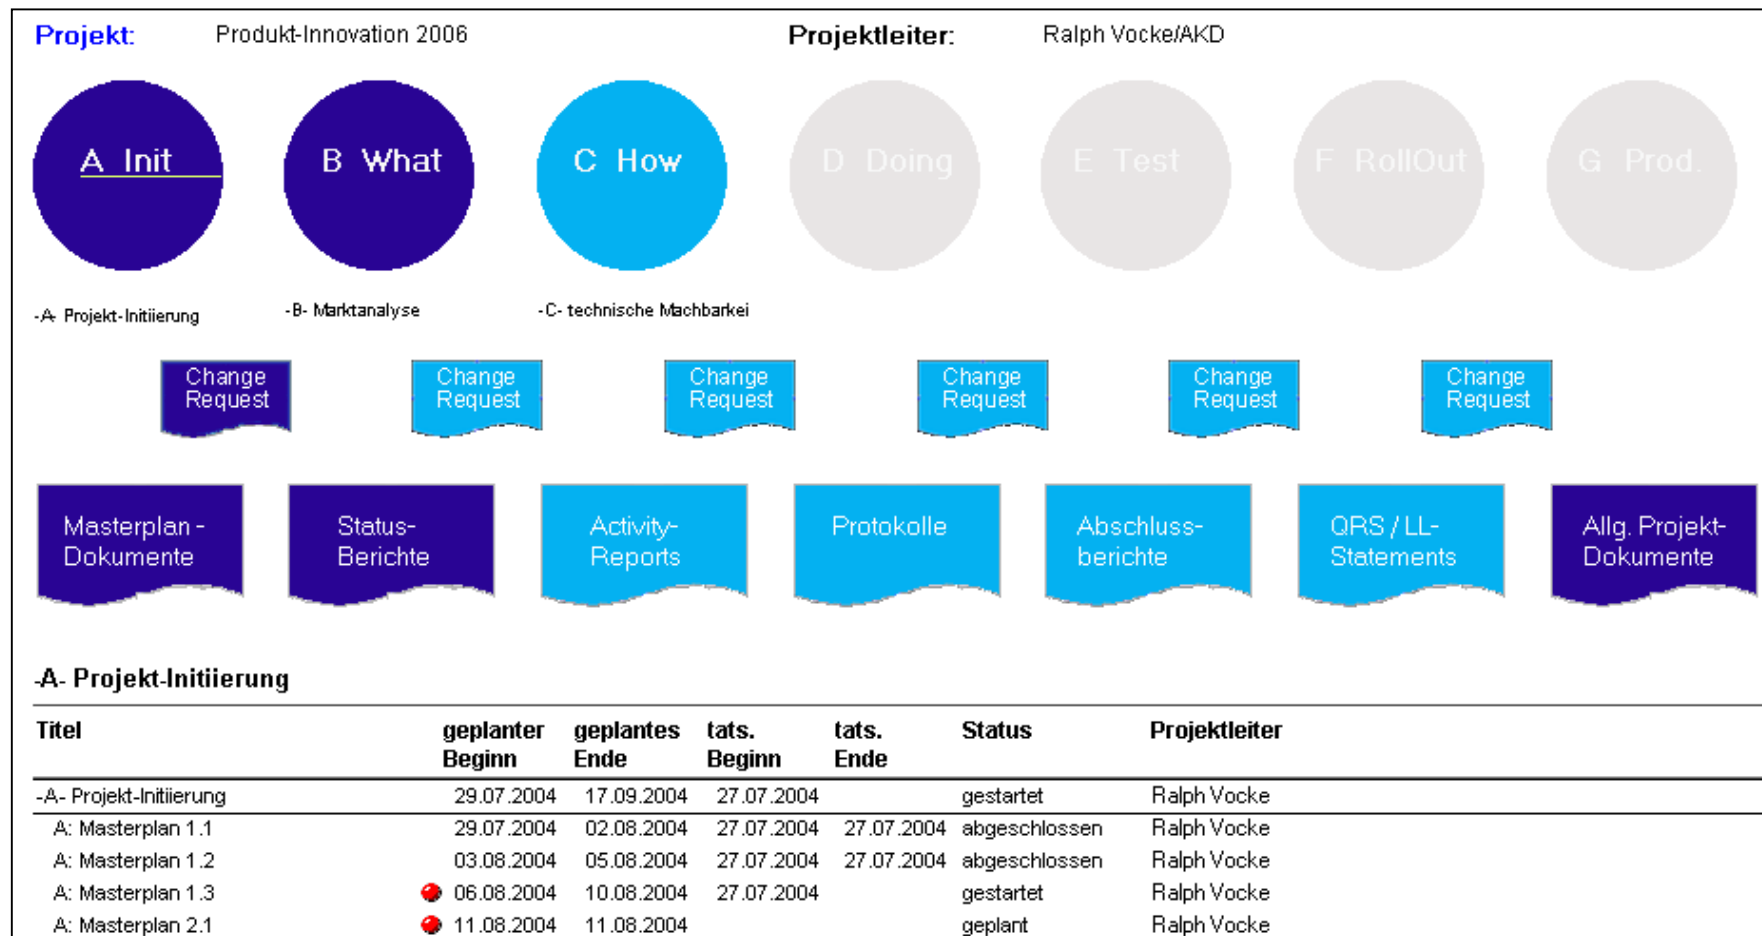 Projekt: Produkt-Innovation 2006 Projektleiter: Ralph Vocke/AKD
A Init B What C How D Doing E Test F RollOut G Prod.
-A- Projekt-Initiierung -B- Marktanalyse -C- technische Machbarkei
Change Change Change Change Change Change
Request Request Request Request Request Request
Masterplan - Status- Activity- Protokolle Abschluss- QRS / LL- Allg. Projekt-
Dokumente Berichte Reports berichte Statements Dokumente
-A- Projekt-Initiierung
Titel geplanter geplantes tats. tats. Status Projektleiter
Beginn Ende Beginn Ende
-A- Projekt-Initiierung 29.07.2004 17.09.2004 27.07.2004 gestartet Ralph Vocke
A: Masterplan 1.1 29.07.2004 02.08.2004 27.07.2004 27.07.2004 abgeschlossen Ralph Vocke
A: Masterplan 1.2 03.08.2004 05.08.2004 27.07.2004 27.07.2004 abgeschlossen Ralph Vocke
A: Masterplan 1.3 06.08.2004 10.08.2004 27.07.2004 gestartet Ralph Vocke
A: Masterplan 2.1 11.08.2004 11.08.2004 geplant Ralph Vocke